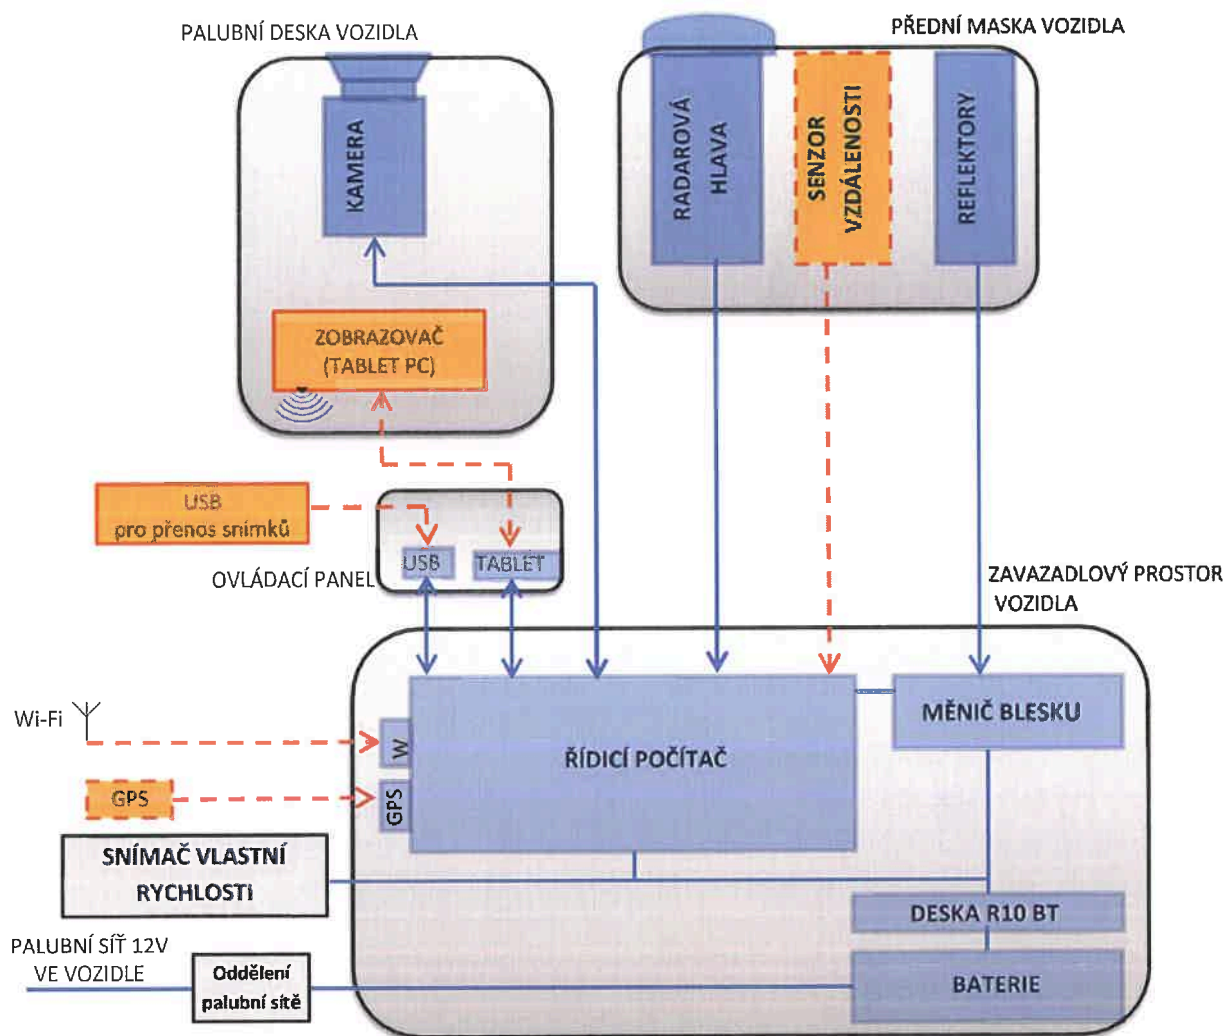 PALUBNÍ DESKA VOZIDLA
PŘEDNÍ MASKA VOZIDLA
KAMERA
RADAROVÁ
HLAVA
SENZOR
VZDÁLENOSTI
REFLEKTORY
ZOBRAZOVAČ
(TABLET PC)
USB
pro přenos snímků
USB
TABLET
OVLÁDACÍ PANEL
ZAVAZADLOVÝ PROSTOR
VOZIDLA
Wi-Fi
W
ŘÍDICÍ POČÍTAČ
MĚNIČ BLESKU
GPS
GPS
SNÍMAČ VLASTNÍ
RYCHLOSTI
DESKA R10 BT
PALUBNÍ SÍŤ 12V
VE VOZIDLE
Oddělení
palubní sítě
BATERIE